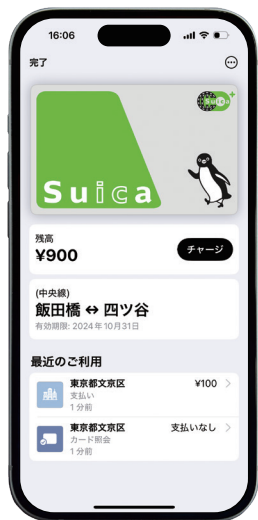 16:06
完了
Suica
Suica
残高
¥900
チャージ
(中央線)
飯田橋 ↔ 四ツ谷
有効期限: 2024年10月31日
最近のご利用
東京都文京区 ¥100
支払い
1分前
東京都文京区 支払いなし
カード照会
1分前